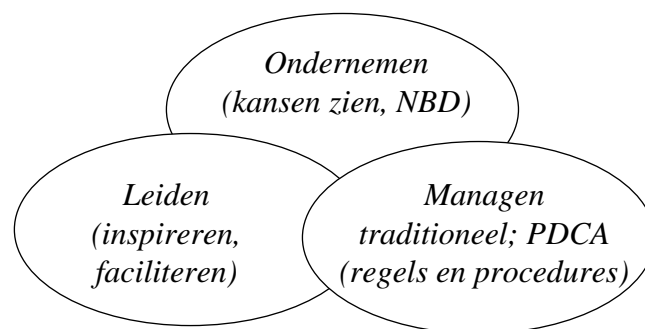 Ondernemen
(kansen zien, NBD)
Leiden
(inspireren,
faciliteren)
Managen
traditioneel; PDCA
(regels en procedures)